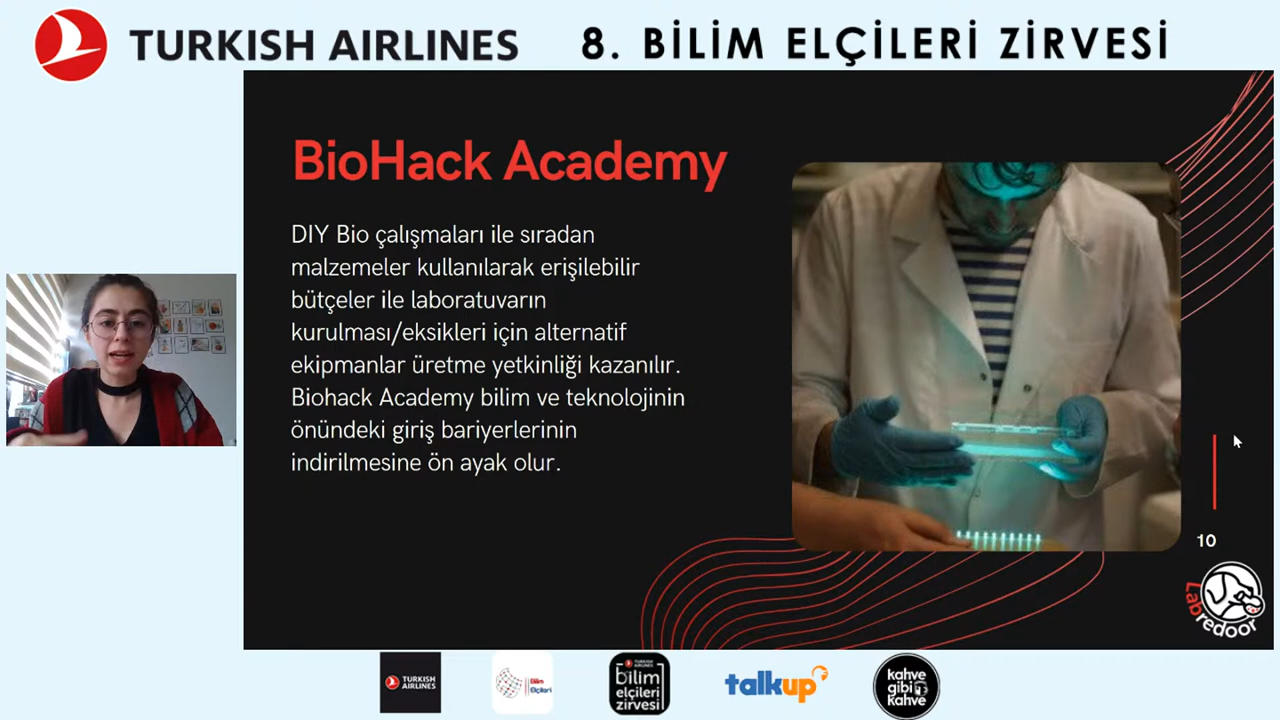 TURKISH AIRLINES
8. BİLİM ELÇİLERİ ZİRVESİ
BioHack Academy
DIY Bio çalışmaları ile sıradan
malzemeler kullanılarak erişilebilir
bütçeler ile laboratuvarın
kurulması/eksikleri için alternatif
ekipmanlar üretme yetkinliği kazanılır.
Biohack Academy bilim ve teknolojinin
önündeki giriş bariyerlerinin
indirilmesine ön ayak olur.
10
Labredoor
TURKISH
AIRLINES
Bilim
Elçileri
TURKISH
AIRLINES
bilim
elçileri
zirvesi
talkup
kahve
gibi
kahve